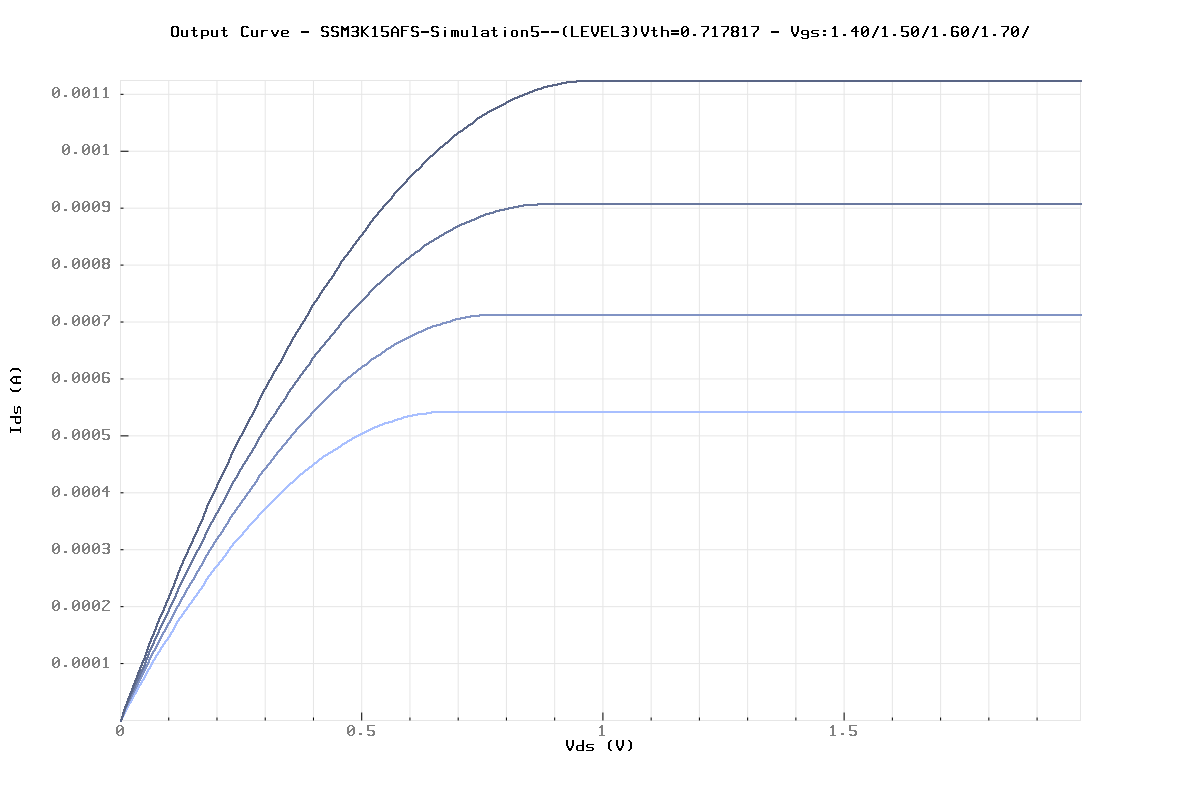 Output Curve - SSM3K15AFS-Simulation5--(LEVEL3)Vth=0.717817 - Vgs:1.40/1.50/1.60/1.70/
0.0011
0.001
0.0009
0.0008
0.0007
0.0006
0.0005
0.0004
0.0003
0.0002
0.0001
Ids (A)
0 0.5 1 1.5
Vds (V)